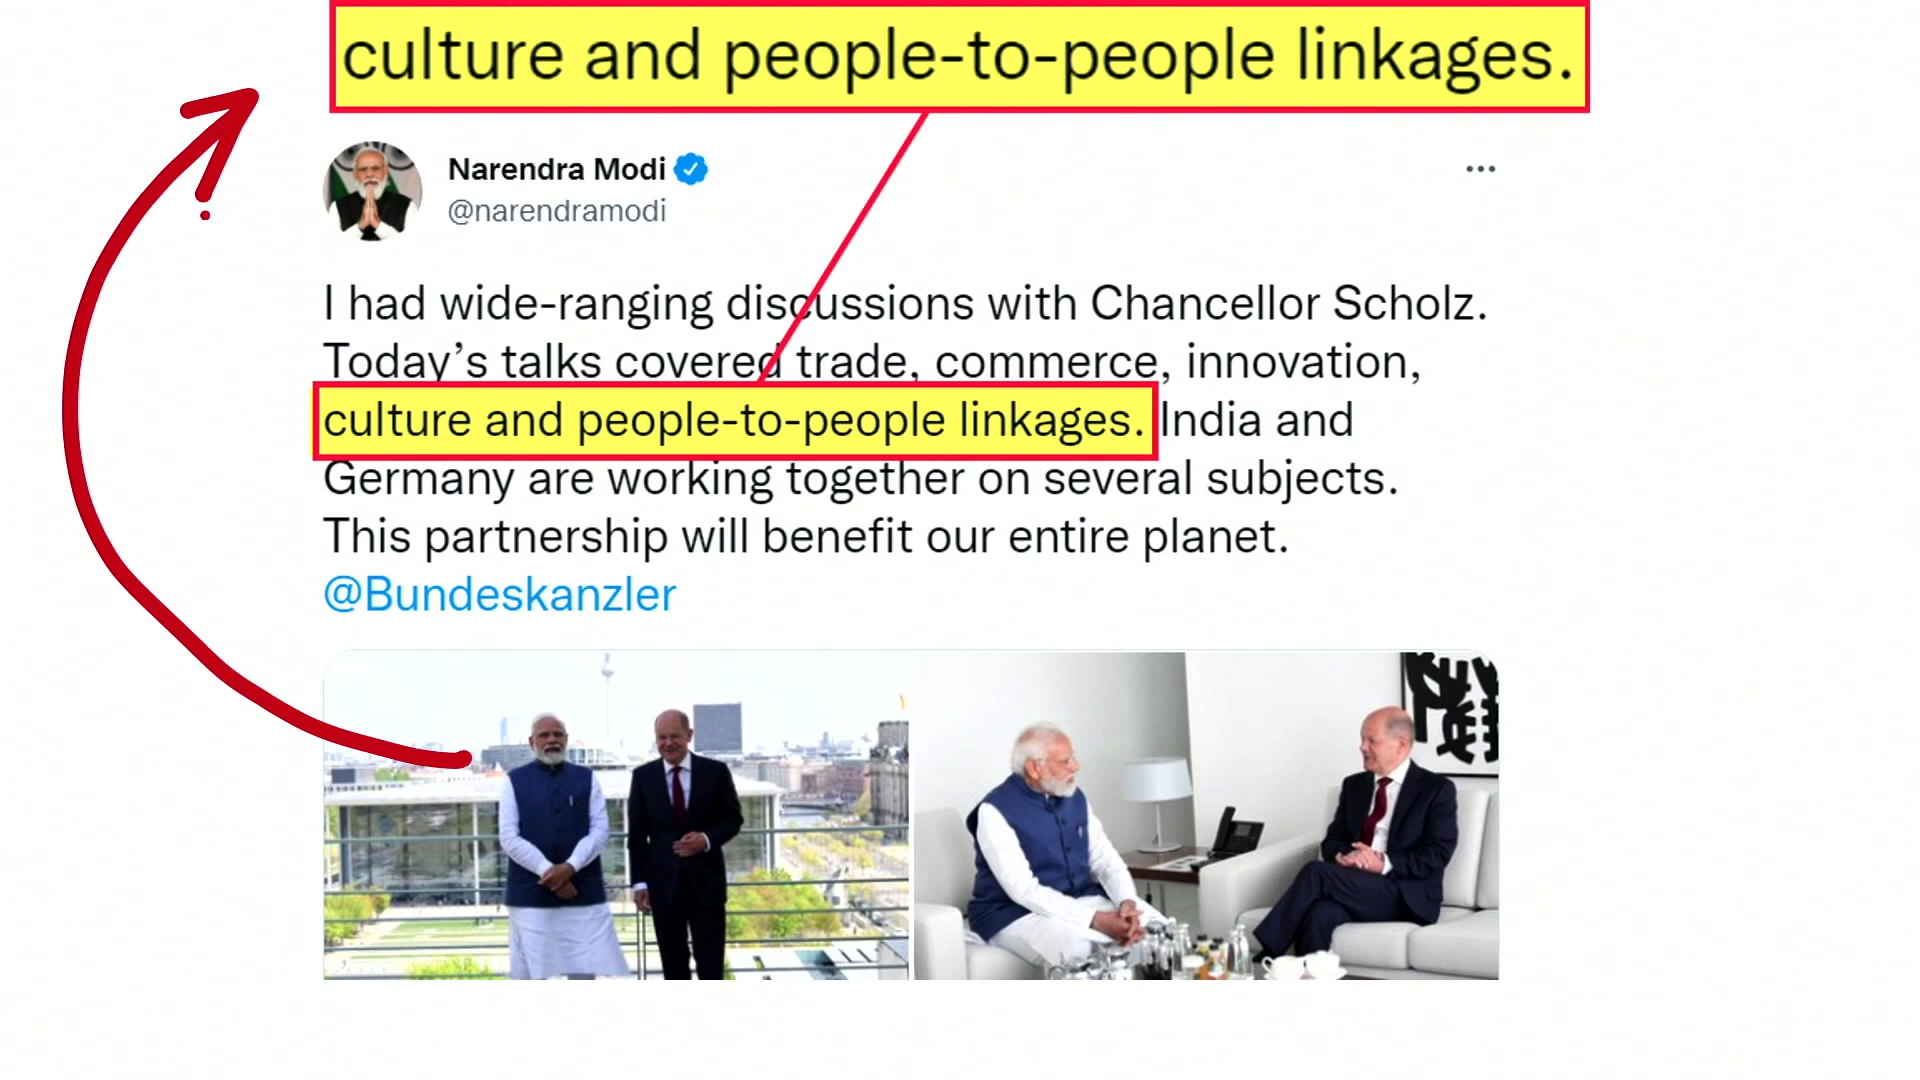 culture and people-to-people linkages.
Narendra Modi
@narendramodi
I had wide-ranging discussions with Chancellor Scholz.
Today’s talks covered trade, commerce, innovation,
culture and people-to-people linkages. India and
Germany are working together on several subjects.
This partnership will benefit our entire planet.
@Bundeskanzler